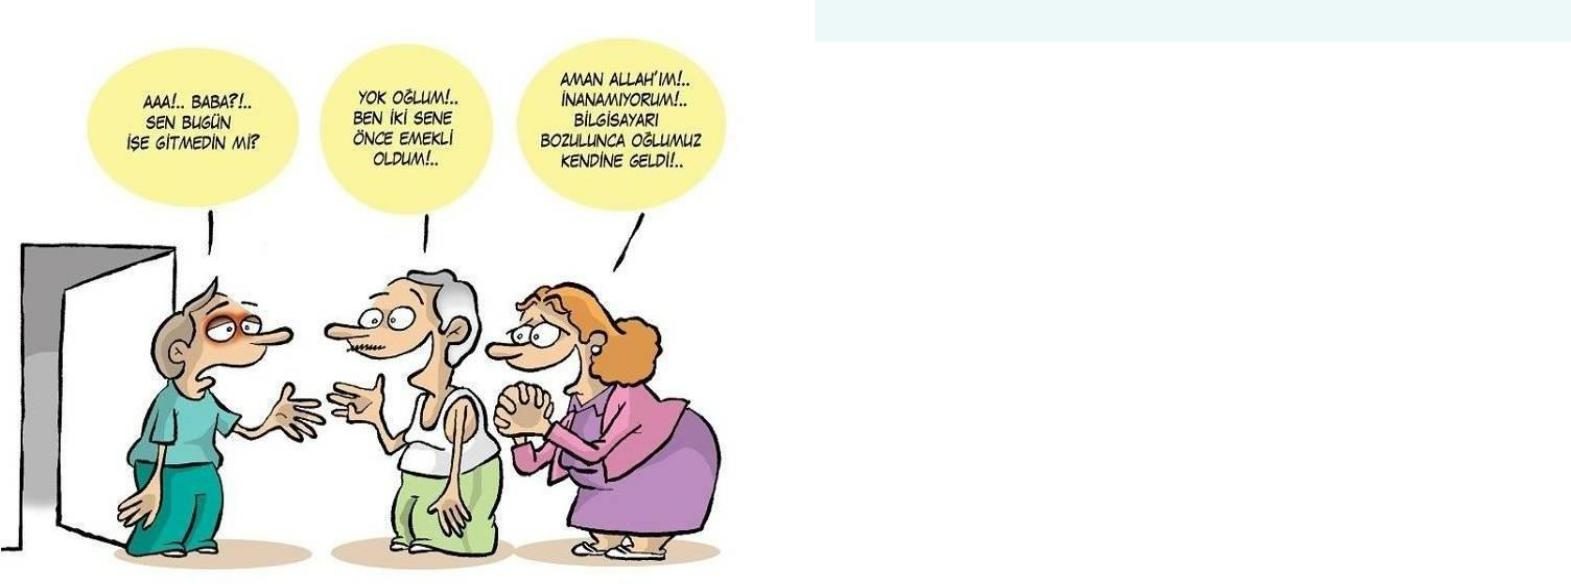 AAA!.. BABA?!..
SEN BUGÜN
İŞE GİTMEDİN Mİ?
YOK OĞLUM!..
BEN İKİ SENE
ÖNCE EMEKLİ
OLDUM!..
AMAN ALLAH'IM!..
İNANAMIYORUM!..
BİLGİSAYARI
BOZULUNCA OĞLUMUZ
KENDİNE GELDİ!..